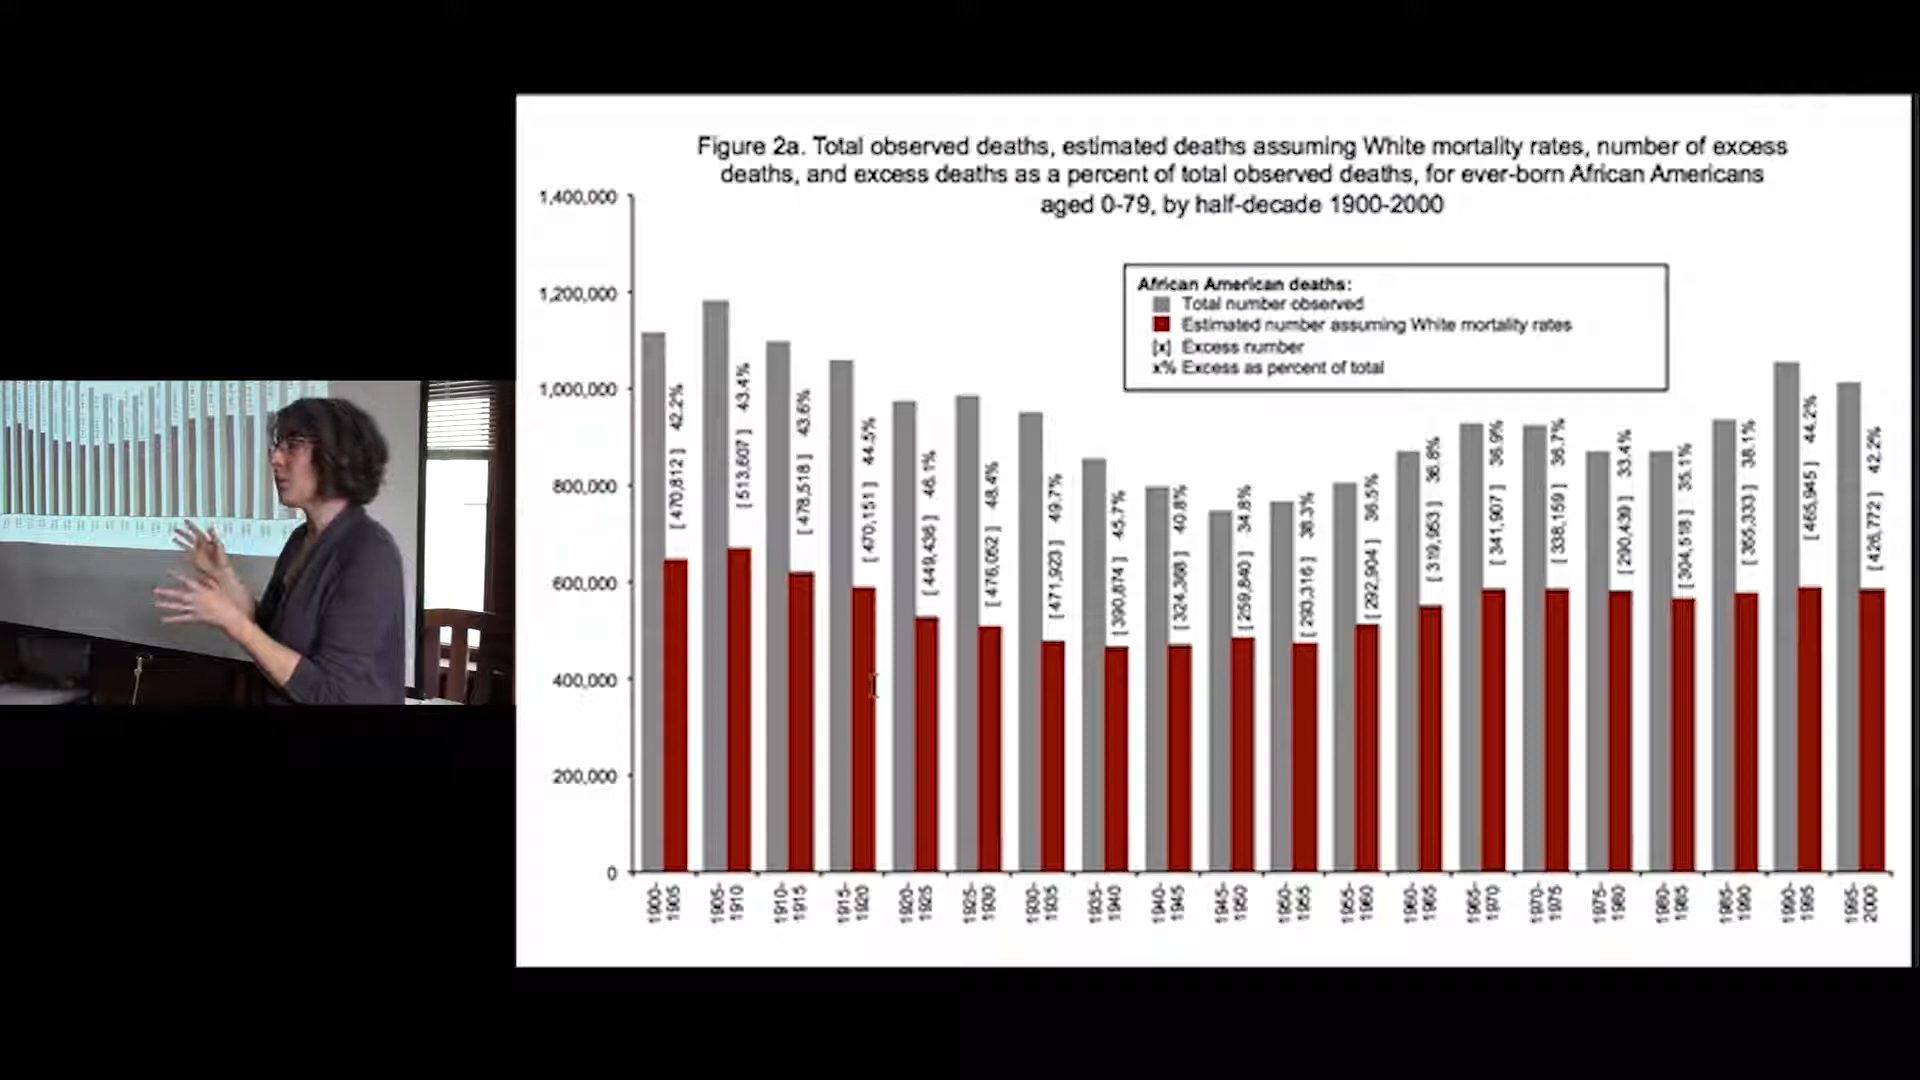 Figure 2a. Total observed deaths, estimated deaths assuming White mortality rates, number of excess
deaths, and excess deaths as a percent of total observed deaths, for ever-born African Americans
aged 0-79, by half-decade 1900-2000
1,400,000
1,200,000
1,000,000
800,000
600,000
400,000
200,000
0
African American deaths:
Total number observed
Estimated number assuming White mortality rates
[x] Excess number
x% Excess as percent of total
[ 470,812 ] 42.2%
[ 513,607 ] 43.4%
[ 478,518 ] 43.6%
[ 470,151 ] 44.5%
[ 449,436 ] 46.1%
[ 476,052 ] 48.4%
[ 471,923 ] 49.7%
[ 390,874 ] 45.7%
[ 324,368 ] 40.8%
[ 259,840 ] 34.8%
[ 293,316 ] 38.3%
[ 292,904 ] 36.5%
[ 319,953 ] 36.8%
[ 341,907 ] 36.9%
[ 338,159 ] 36.7%
[ 290,439 ] 33.4%
[ 304,518 ] 35.1%
[ 355,333 ] 38.1%
[ 465,945 ] 44.2%
[ 426,772 ] 42.2%
1900-
1905
1905-
1910
1910-
1915
1915-
1920
1920-
1925
1925-
1930
1930-
1935
1935-
1940
1940-
1945
1945-
1950
1950-
1955
1955-
1960
1960-
1965
1965-
1970
1970-
1975
1975-
1980
1980-
1985
1985-
1990
1990-
1995
1995-
2000